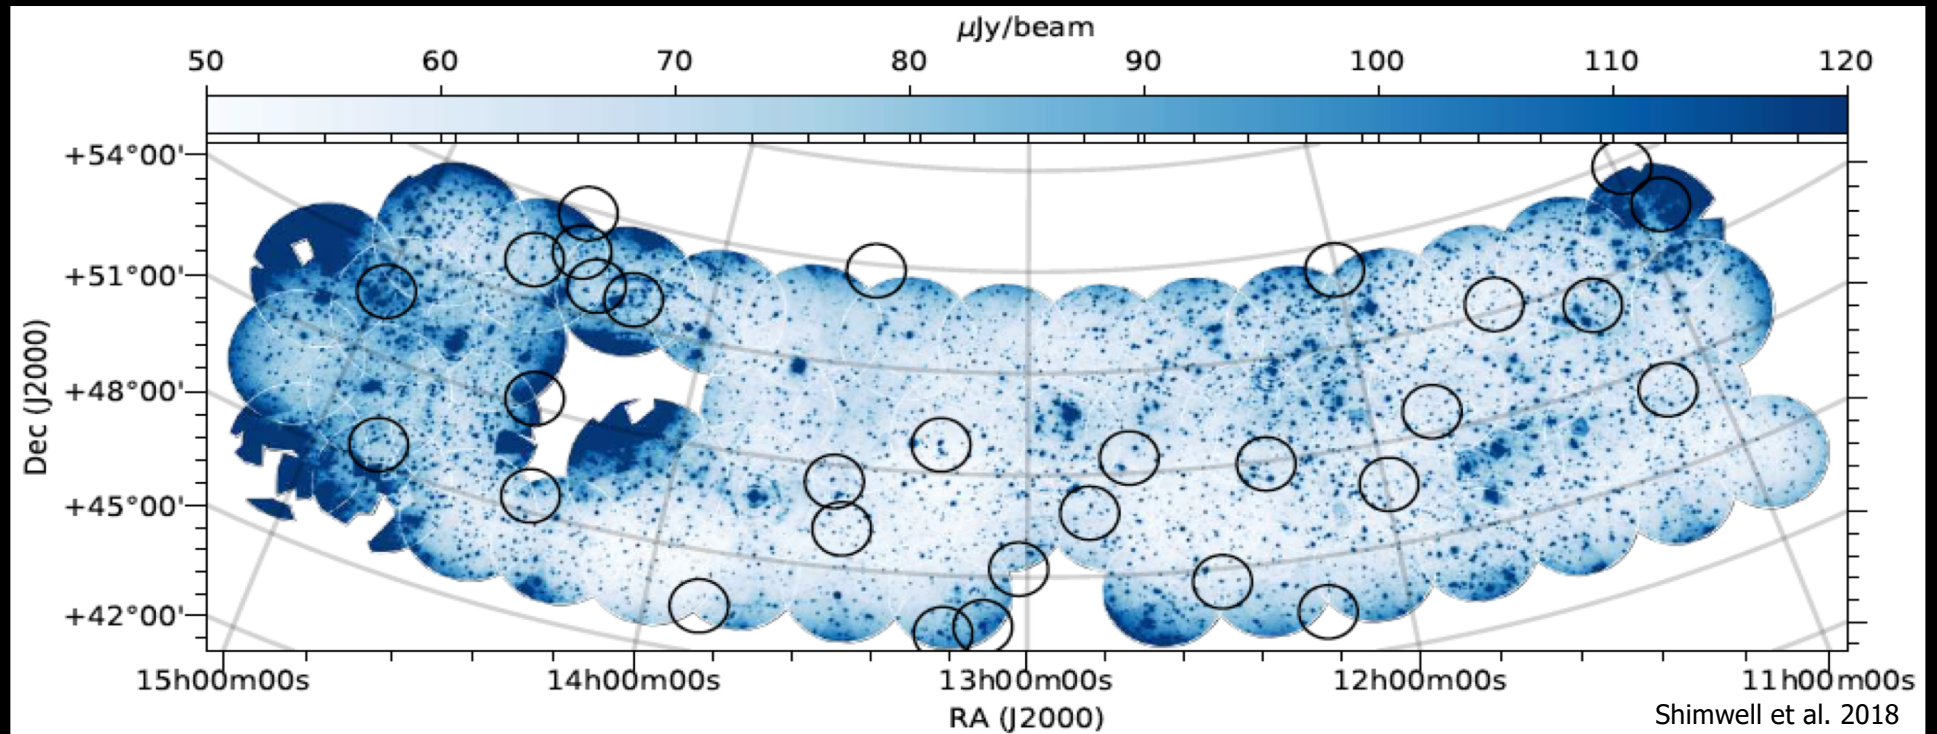 μJy/beam
50 60 70 80 90 100 110 120
+54°00'
+51°00'
+48°00'
+45°00'
+42°00'
Dec (J2000)
15h00m00s 14h00m00s 13h00m00s 12h00m00s 11h00m00s
RA (J2000)
Shimwell et al. 2018